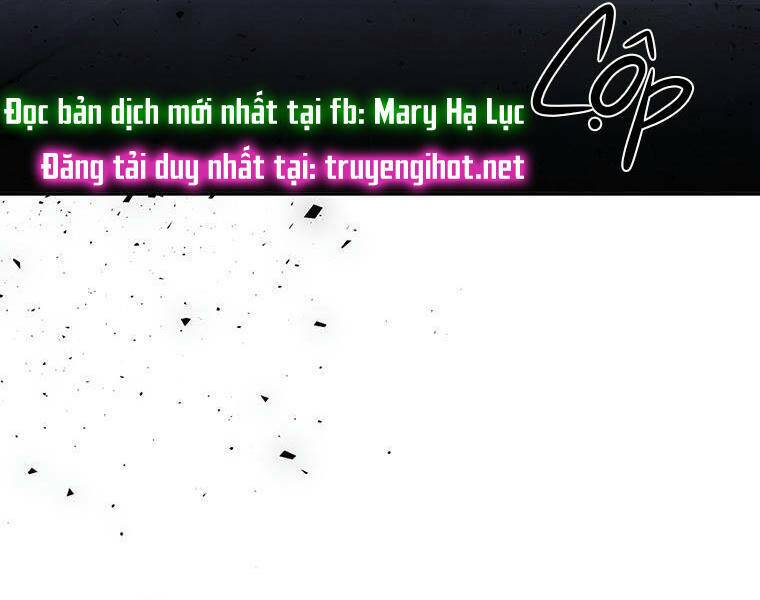 Cộp
Đọc bản dịch mới nhất tại fb: Mary Hạ Lục
Đăng tải duy nhất tại: truyengihot.net